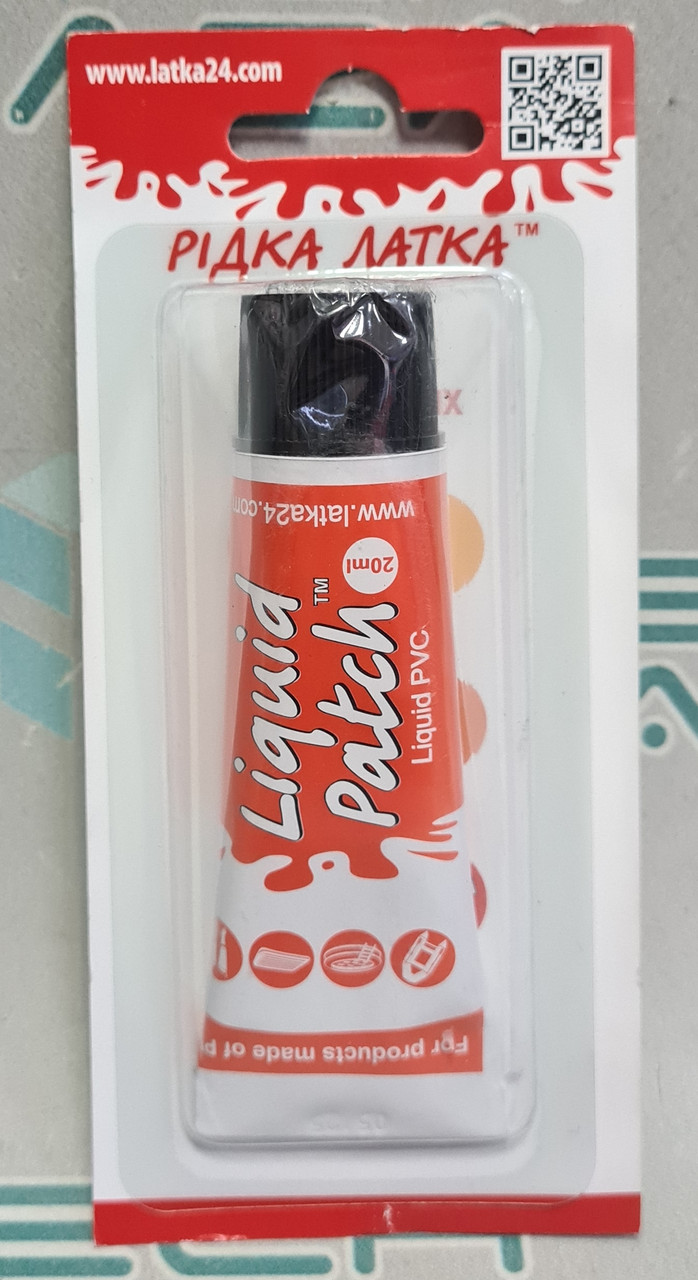 www.latka24.com
РІДКА ЛАТКА™
www.latka24.com
20ml
Liquid
Patch™
Liquid PVC
For products made of